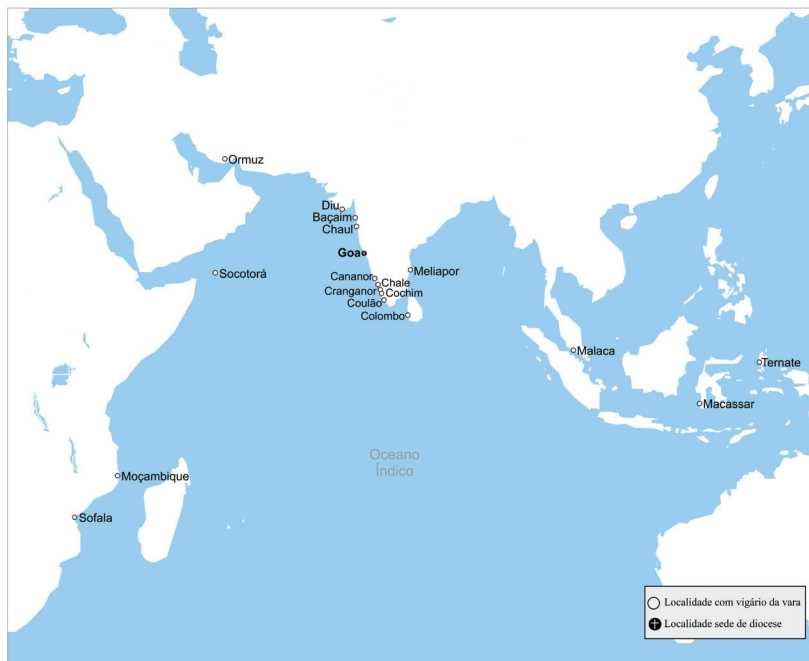 Ormuz
Diu
Baçaim
Chaul
Goa
Socotorá
Cananor
Chale
Meliapor
Cranganor
Cochim
Coulão
Colombo
Malaca
Ternate
Macassar
Oceano
Índico
Moçambique
Sofala
Localidade com vigário da vara
Localidade sede de diocese